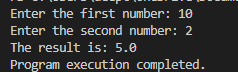 Enter the first number: 10
Enter the second number: 2
The result is: 5.0
Program execution completed.